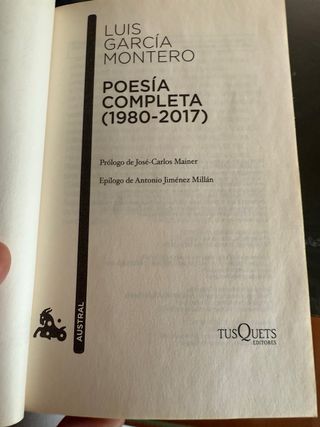 LUIS
GARCÍA
MONTERO
POESÍA
COMPLETA
(1980-2017)
Prólogo de José-Carlos Mainer
Epílogo de Antonio Jiménez Millán
AUSTRAL
TUSQUETS
EDITORES